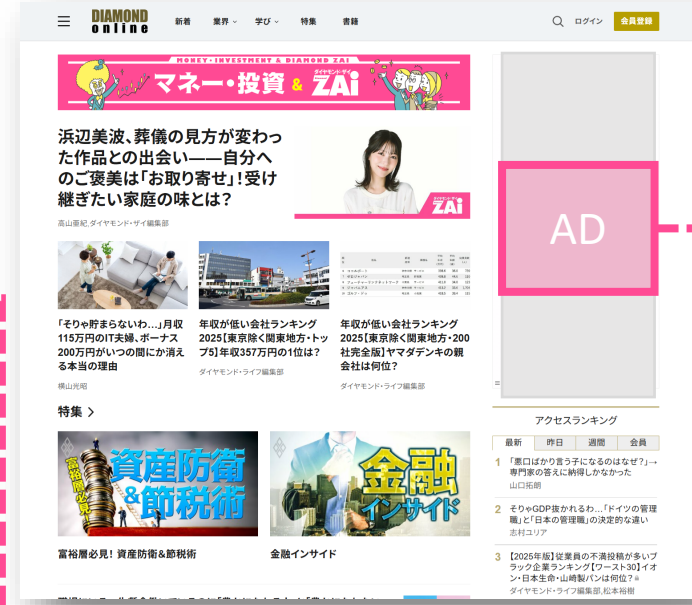 DIAMOND
online
新着
業界
学び
特集
書籍
ログイン
会員登録
MONEY・INVESTMENT & DIAMOND ZAI
マネー・投資 & ダイヤモンド・ザイ ZAi
浜辺美波、葬儀の見方が変わっ
た作品との出会い——自分へ
のご褒美は「お取り寄せ」！受け
継ぎたい家庭の味とは？
高山亜紀,ダイヤモンド・ザイ編集部
ZAi
「そりゃ貯まらないわ…」月収
115万円のIT夫婦、ボーナス
200万円がいつの間にか消え
る本当の理由
横山光昭
年収が低い会社ランキング
2025【東京除く関東地方・トッ
プ5】年収357万円の1位は？
ダイヤモンド・ライフ編集部
年収が低い会社ランキング
2025【東京除く関東地方・200
社完全版】ヤマダデンキの親
会社は何位？
ダイヤモンド・ライフ編集部
特集
富裕層必見！
資産防衛
&節税術
富裕層必見！ 資産防衛&節税術
金融
インサイド
金融インサイド
AD
アクセスランキング
最新
昨日
週間
会員
1 「悪口ばかり言う子になるのはなぜ？」→
専門家の答えに納得しかなかった
山口拓朗
2 そりゃGDP抜かれるわ…「ドイツの管理
職」と「日本の管理職」の決定的な違い
志村ユリア
3 【2025年版】従業員の不満投稿が多いブ
ラック企業ランキング【ワースト30】イオ
ン・日本生命・山崎製パンは何位？
ダイヤモンド・ライフ編集部,松本裕樹